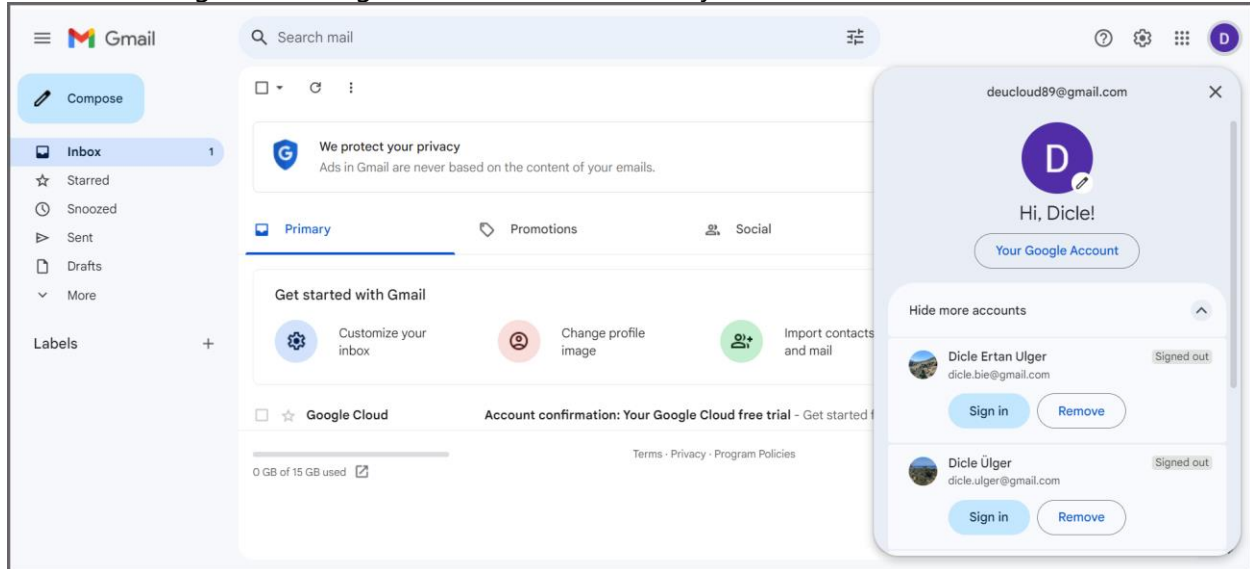 Gmail
Search mail
D
Compose
Inbox 1
Starred
Snoozed
Sent
Drafts
More
Labels +
We protect your privacy
Ads in Gmail are never based on the content of your emails.
Primary Promotions Social
Get started with Gmail
Customize your
inbox
Change profile
image
Import contacts
and mail
Google Cloud Account confirmation: Your Google Cloud free trial - Get started
0 GB of 15 GB used
Terms · Privacy · Program Policies
deucloud89@gmail.com
D
Hi, Dicle!
Your Google Account
Hide more accounts
Dicle Ertan Ulger Signed out
dicle.bie@gmail.com
Sign in Remove
Dicle Ülger Signed out
dicle.ulger@gmail.com
Sign in Remove